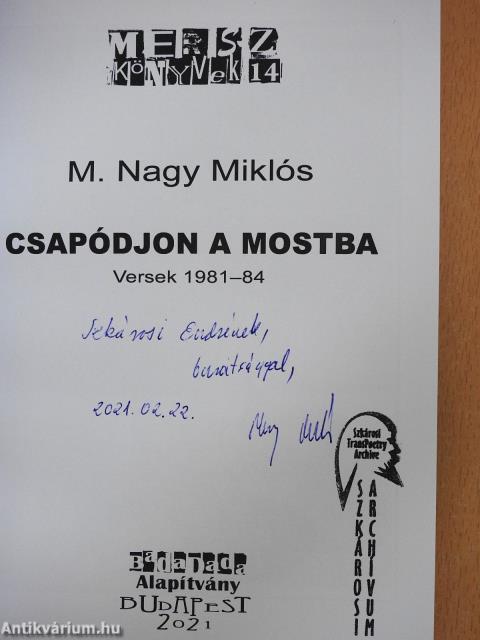 MERSZ
KÖNYVEK 14
M. Nagy Miklós
CSAPÓDJON A MOSTBA
Versek 1981–84
Szkárosi Endrének,
barátsággal,
2021. 02. 22.
Szkárosi
TransPoetry
Archive
SZKÁROSI
ARCHÍVUM
BADADADA
Alapítvány
BUDAPEST
2021
Antikvárium.hu